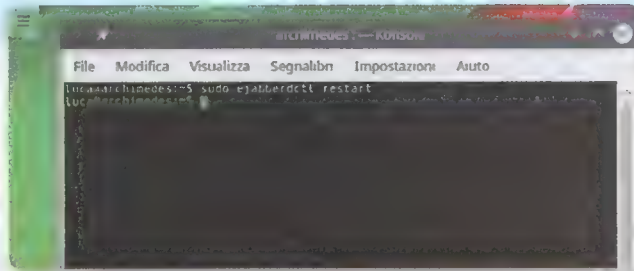 archimedes : — Konsole
File Modifica Visualizza Segnalibri Impostazioni Aiuto
luca@archimedes:~$ sudo ejabberdctl restart
luca@archimedes:~$